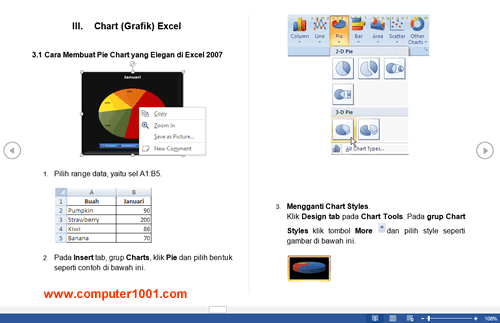 III. Chart (Grafik) Excel
3.1 Cara Membuat Pie Chart yang Elegan di Excel 2007
Januari
Copy
Zoom In
Save as Picture...
New Comment
1. Pilih range data, yaitu sel A1:B5.
A B
1 Buah Januari
2 Pumpkin 90
3 Strawberry 200
4 Kiwi 86
5 Banana 70
2. Pada Insert tab, grup Charts, klik Pie dan pilih bentuk
seperti contoh di bawah ini.
www.computer1001.com
Column Line Pie Bar Area Scatter Other
Charts
2-D Pie
3-D Pie
All Chart Types...
3. Mengganti Chart Styles.
Klik Design tab pada Chart Tools. Pada grup Chart
Styles klik tombol More dan pilih style seperti
gambar di bawah ini.
108%